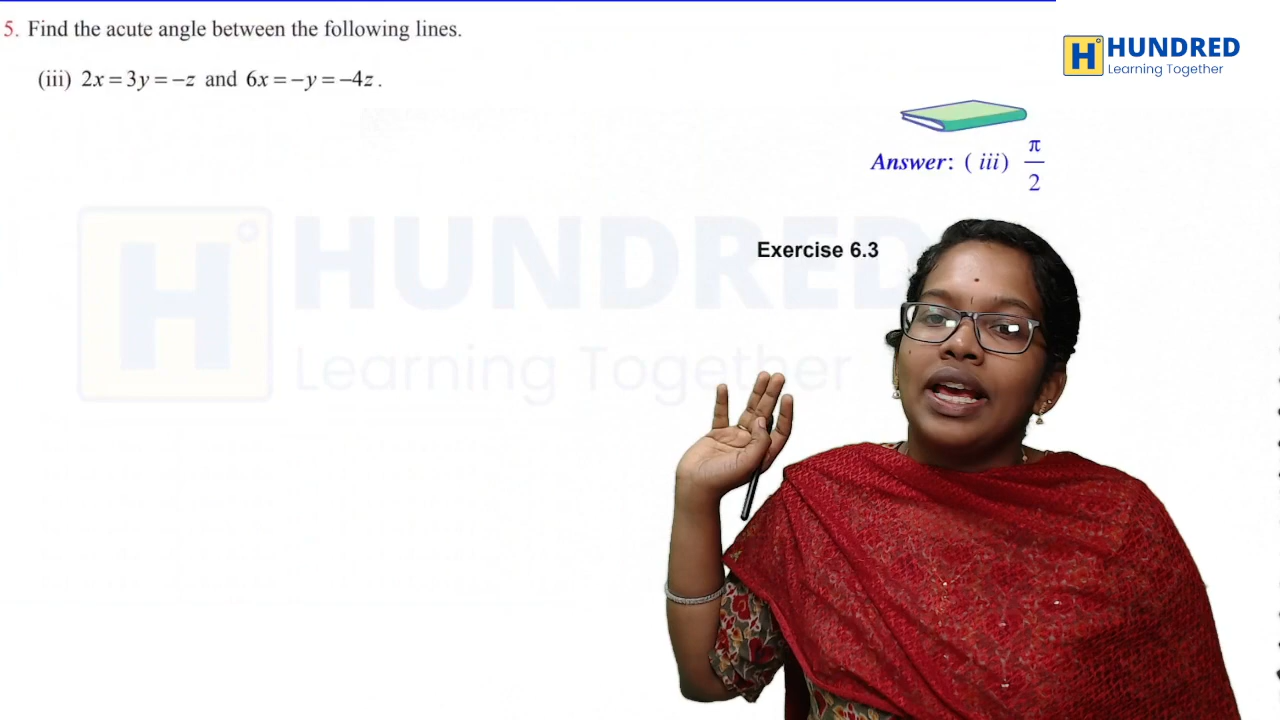 5. Find the acute angle between the following lines.
(iii) 2x = 3y = −z and 6x = −y = −4z .
H HUNDRED
Learning Together
Answer: ( iii) π/2
H HUNDRED
Learning Together
Exercise 6.3